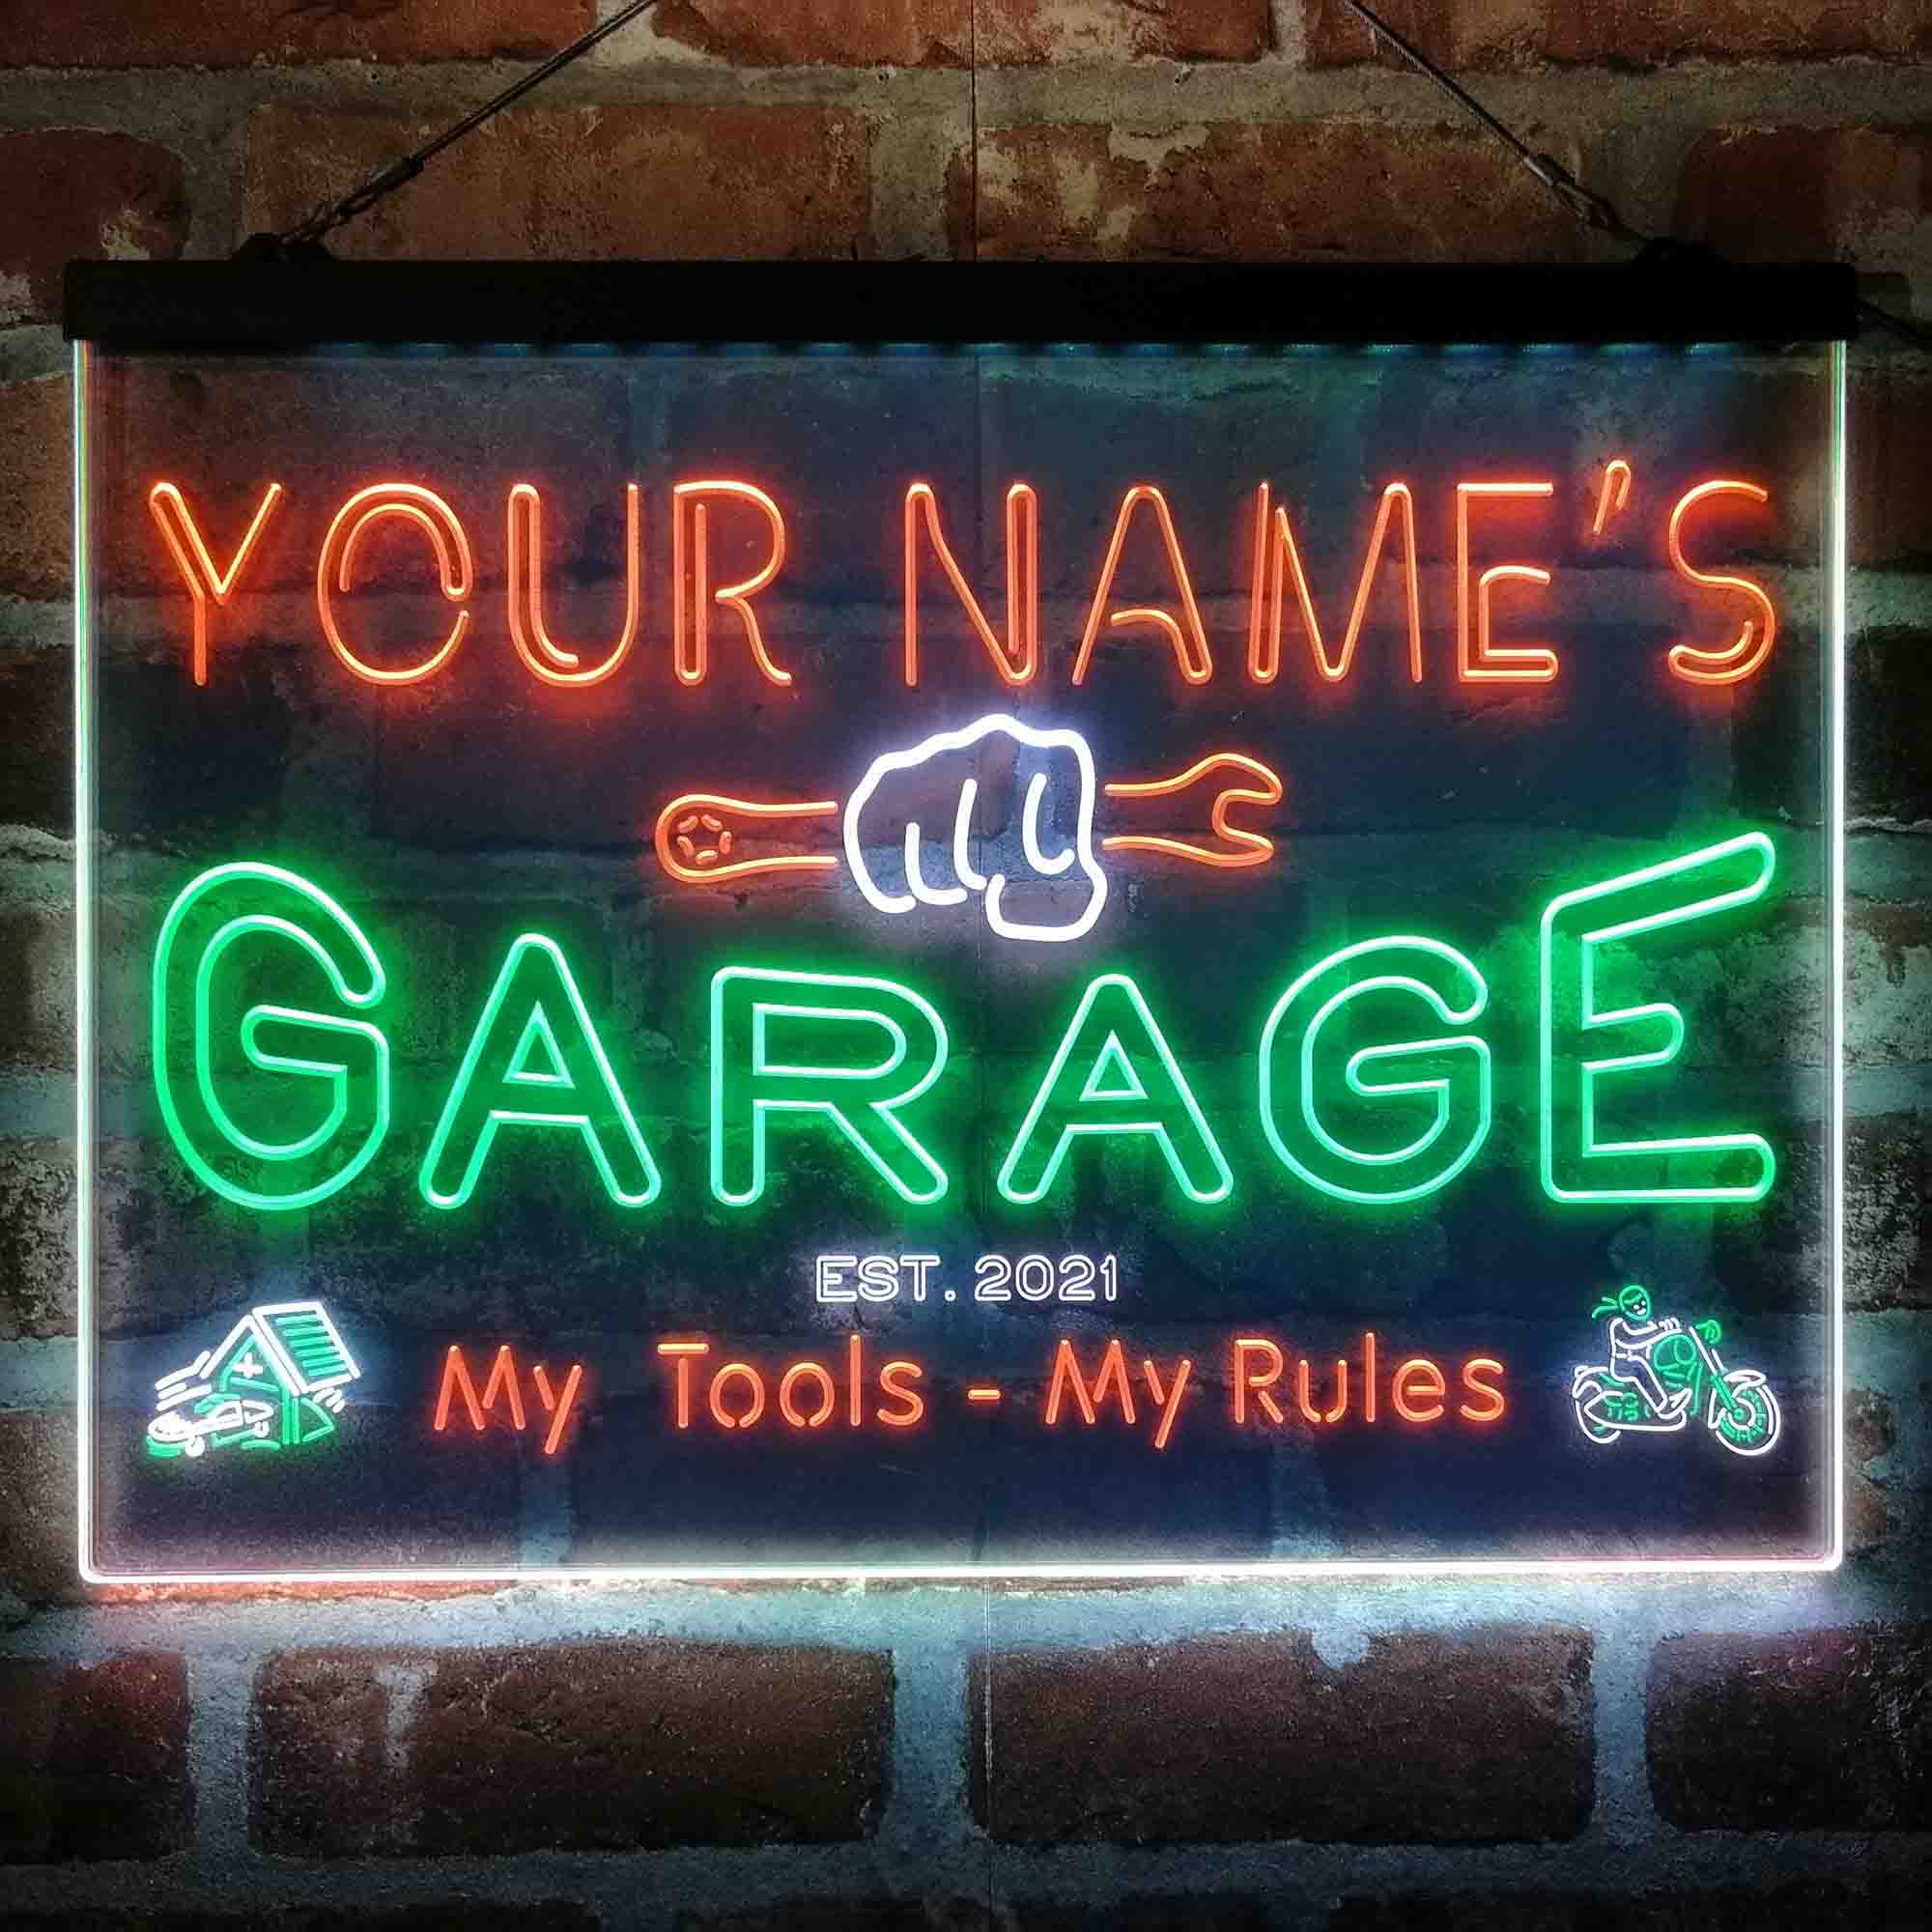 YOUR NAME'S
GARAGE
EST. 2021
My Tools - My Rules